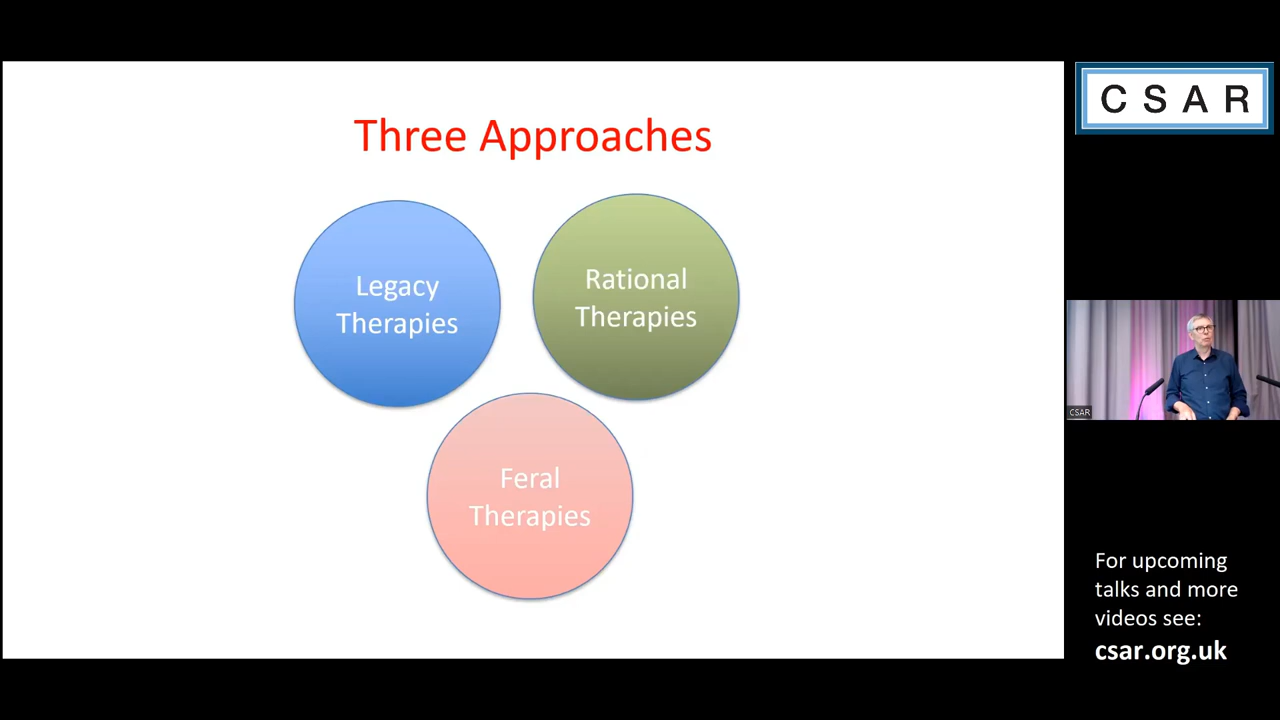 Three Approaches
Legacy
Therapies
Rational
Therapies
Feral
Therapies
CSAR
CSAR
For upcoming
talks and more
videos see:
csar.org.uk